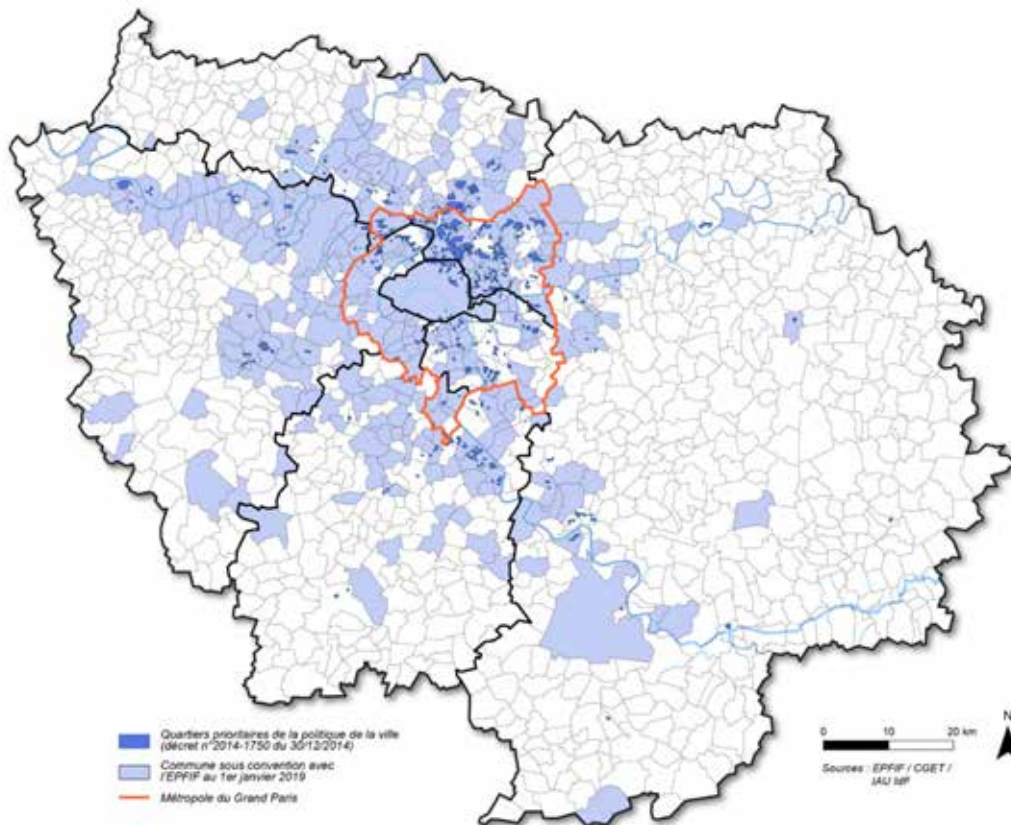 Quartiers prioritaires de la politique de la ville
(décret n°2014-1750 du 30/12/2014)
Commune sous convention avec
l'EPFIF au 1er janvier 2019
Métropole du Grand Paris
0 10 20 km
Sources : EPFIF / CGET /
IAU IdF
N